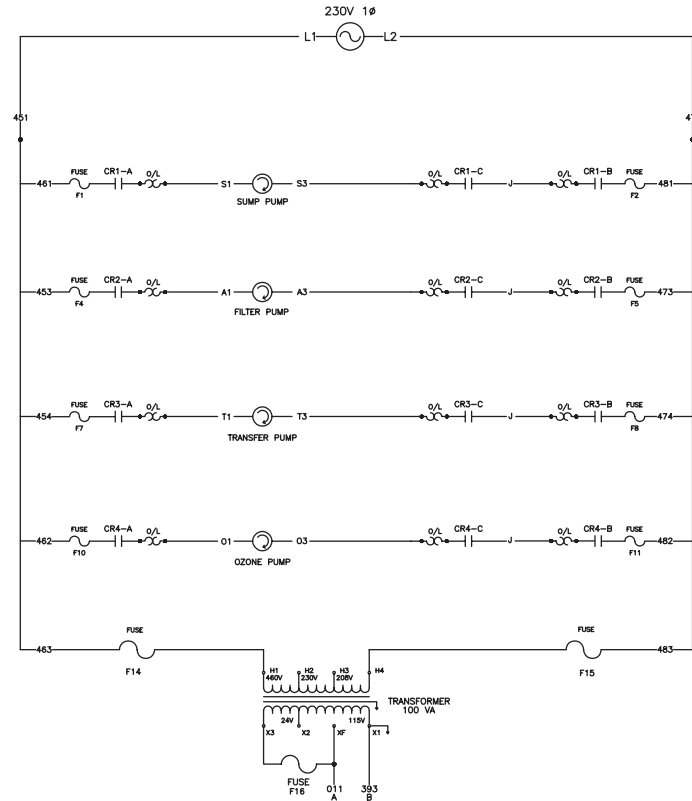 230V 1ø
L1 L2
451
461 FUSE F1 CR1-A O/L S1 S3 O/L CR1-C J O/L CR1-B FUSE F2 481
SUMP PUMP
453 FUSE F4 CR2-A O/L A1 A3 O/L CR2-C J O/L CR2-B FUSE F5 473
FILTER PUMP
454 FUSE F7 CR3-A O/L T1 T3 O/L CR3-C J O/L CR3-B FUSE F8 474
TRANSFER PUMP
462 FUSE F10 CR4-A O/L O1 O3 O/L CR4-C J O/L CR4-B FUSE F11 482
OZONE PUMP
463 FUSE F14 FUSE F15 483
H1 H2 H3 H4
460V 230V 208V
TRANSFORMER
100 VA
24V 115V
X3 X2 XF X1
FUSE
F16
011 393
A B